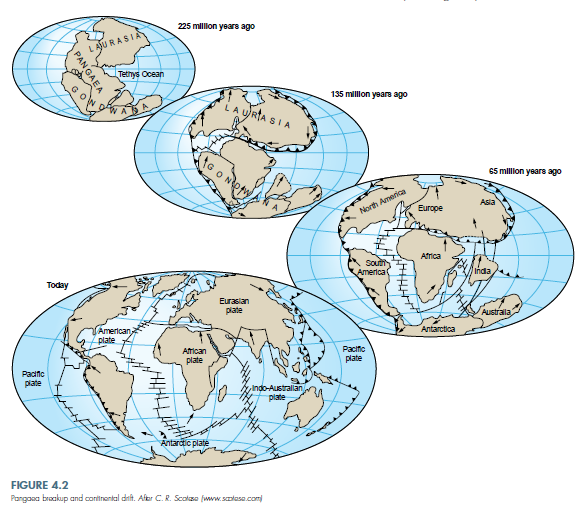 225 million years ago
LAURASIA
PANGAEA
Tethys Ocean
GONDWANA
135 million years ago
LAURASIA
GONDWANA
65 million years ago
North America
Europe
Asia
Africa
South
America
India
Australia
Antarctica
Today
Eurasian
plate
American
plate
African
plate
Pacific
plate
Pacific
plate
Indo-Australian
plate
Antarctic plate
FIGURE 4.2
Pangaea breakup and continental drift. After C. R. Scotese (www.scotese.com)